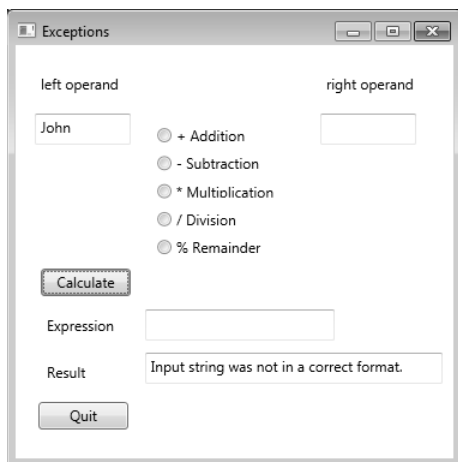 Exceptions
left operand
right operand
John
+ Addition
- Subtraction
* Multiplication
/ Division
% Remainder
Calculate
Expression
Result
Input string was not in a correct format.
Quit